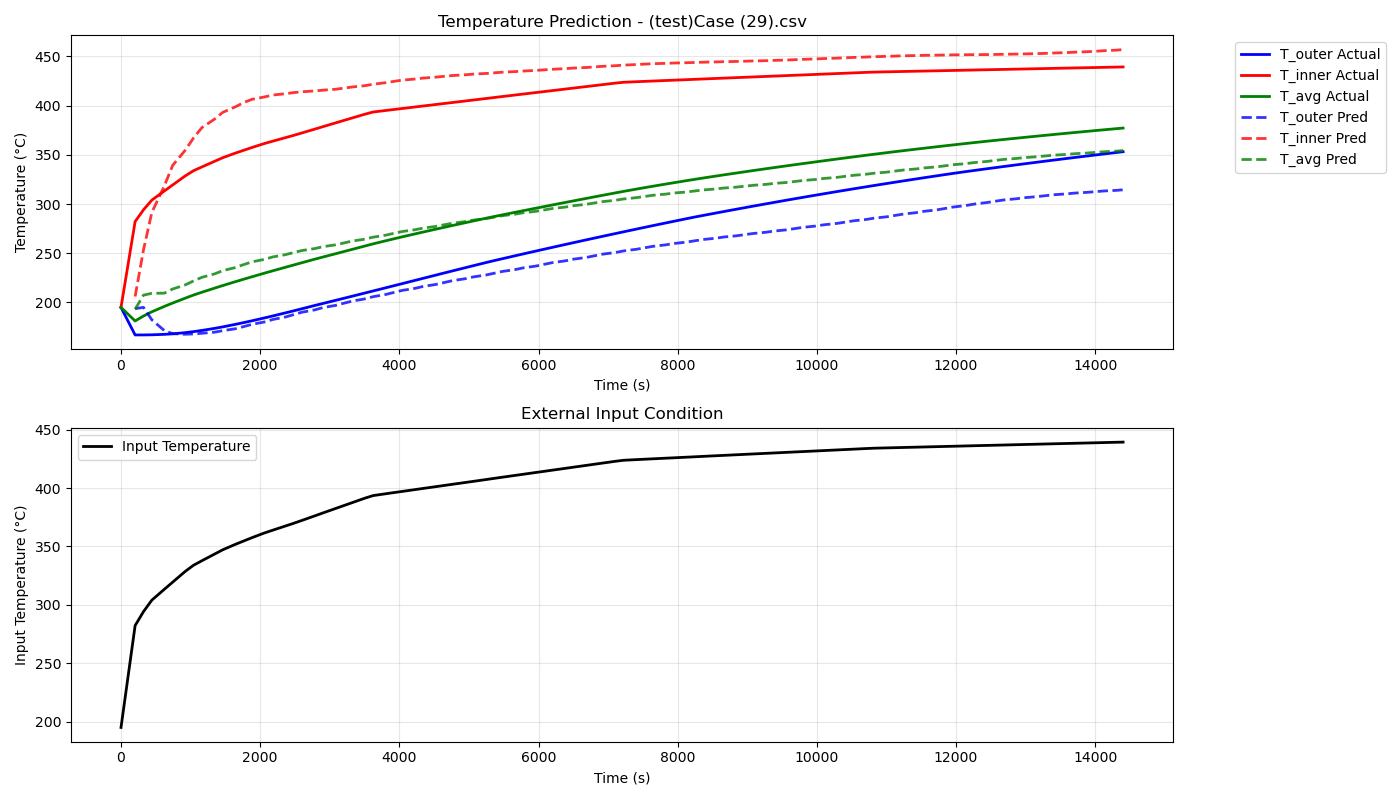 Temperature Prediction - (test)Case (29).csv
Temperature (°C)
450
400
350
300
250
200
0 2000 4000 6000 8000 10000 12000 14000
Time (s)
T_outer Actual
T_inner Actual
T_avg Actual
T_outer Pred
T_inner Pred
T_avg Pred
External Input Condition
Input Temperature
Input Temperature (°C)
450
400
350
300
250
200
0 2000 4000 6000 8000 10000 12000 14000
Time (s)